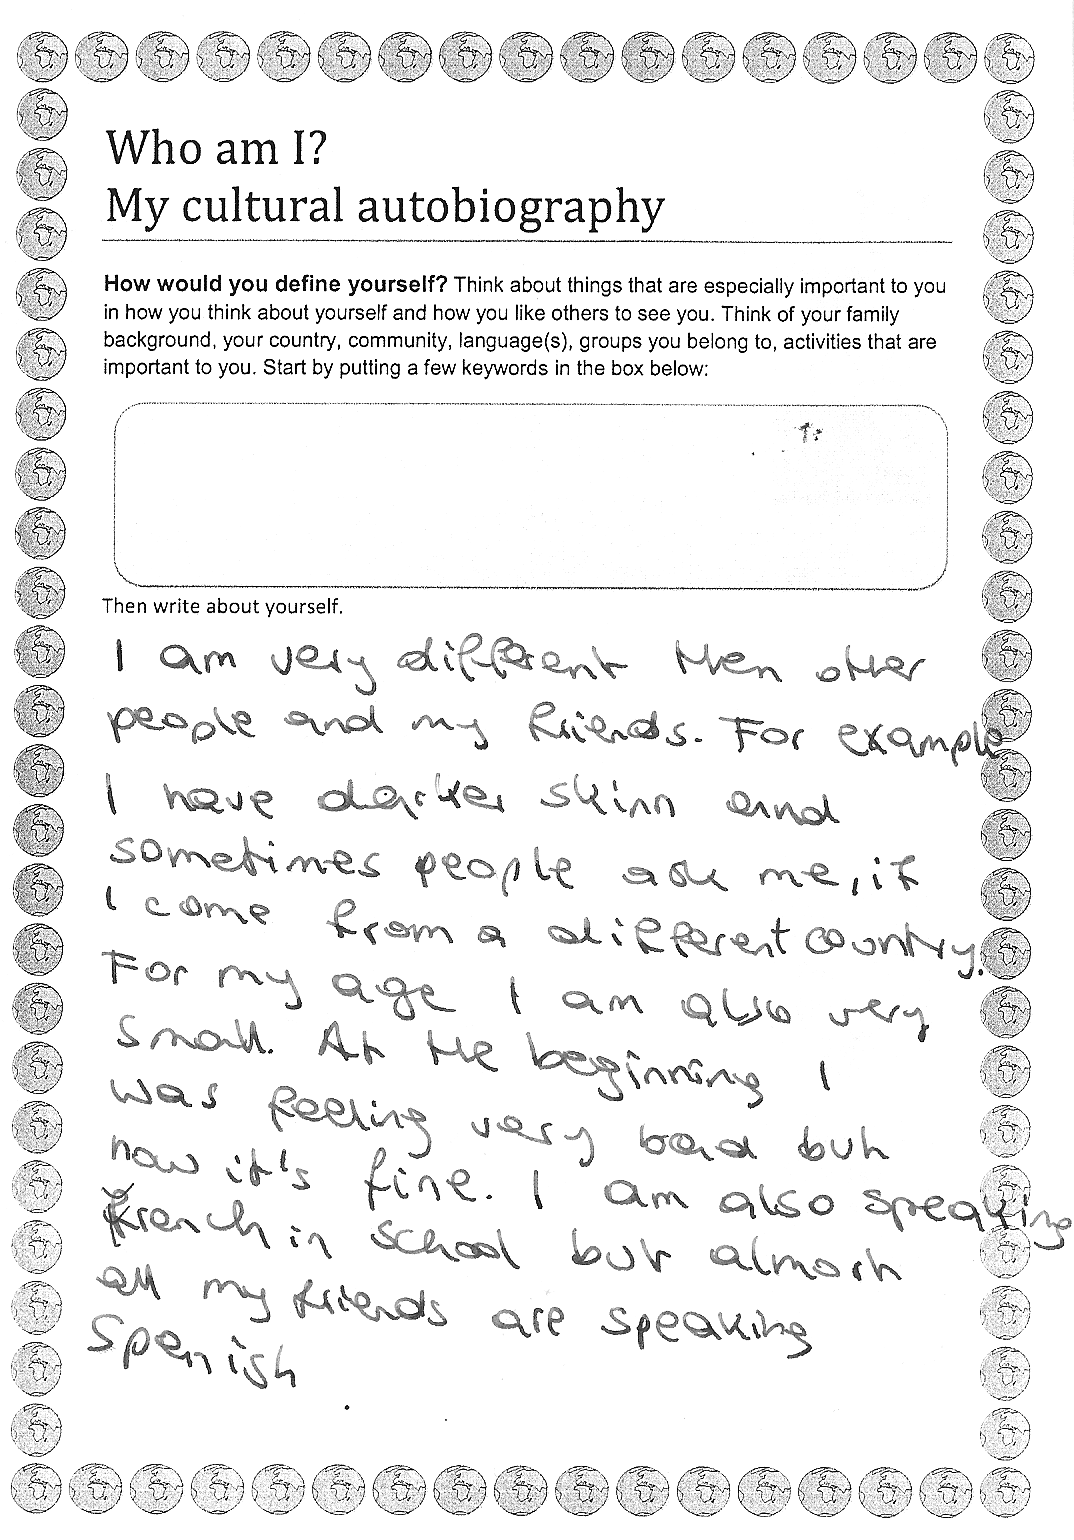 Who am I?
My cultural autobiography
How would you define yourself? Think about things that are especially important to you
in how you think about yourself and how you like others to see you. Think of your family
background, your country, community, language(s), groups you belong to, activities that are
important to you. Start by putting a few keywords in the box below:
Then write about yourself.
I am very different then other
people and my friends. For example
I have darker skinn and
sometimes people ask me, if
I come from a different country.
For my age I am also very
small. At the beginning I
was feeling very bad but
now it's fine. I am also speaking
French in school but almost
all my friends are speaking
Spenish